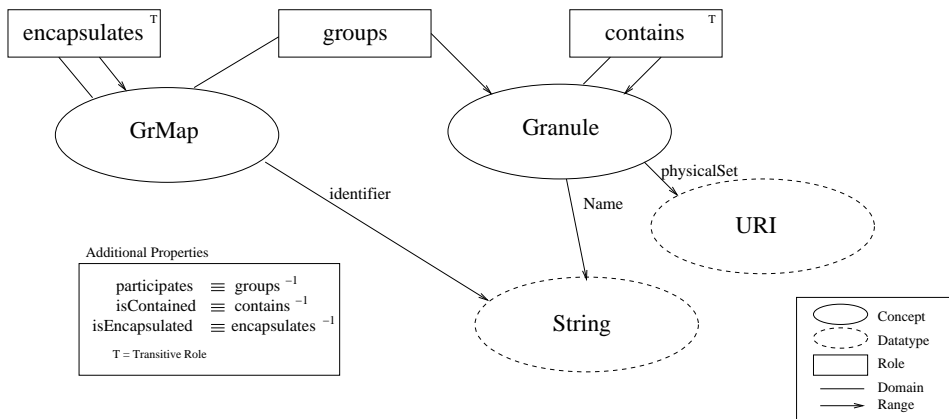 encapsulates T
groups
contains T
GrMap
Granule
physicalSet
identifier
Name
URI
Additional Properties
participates ≡ groups −1
isContained ≡ contains −1
isEncapsulated ≡ encapsulates −1
T = Transitive Role
String
Concept
Datatype
Role
Domain
Range